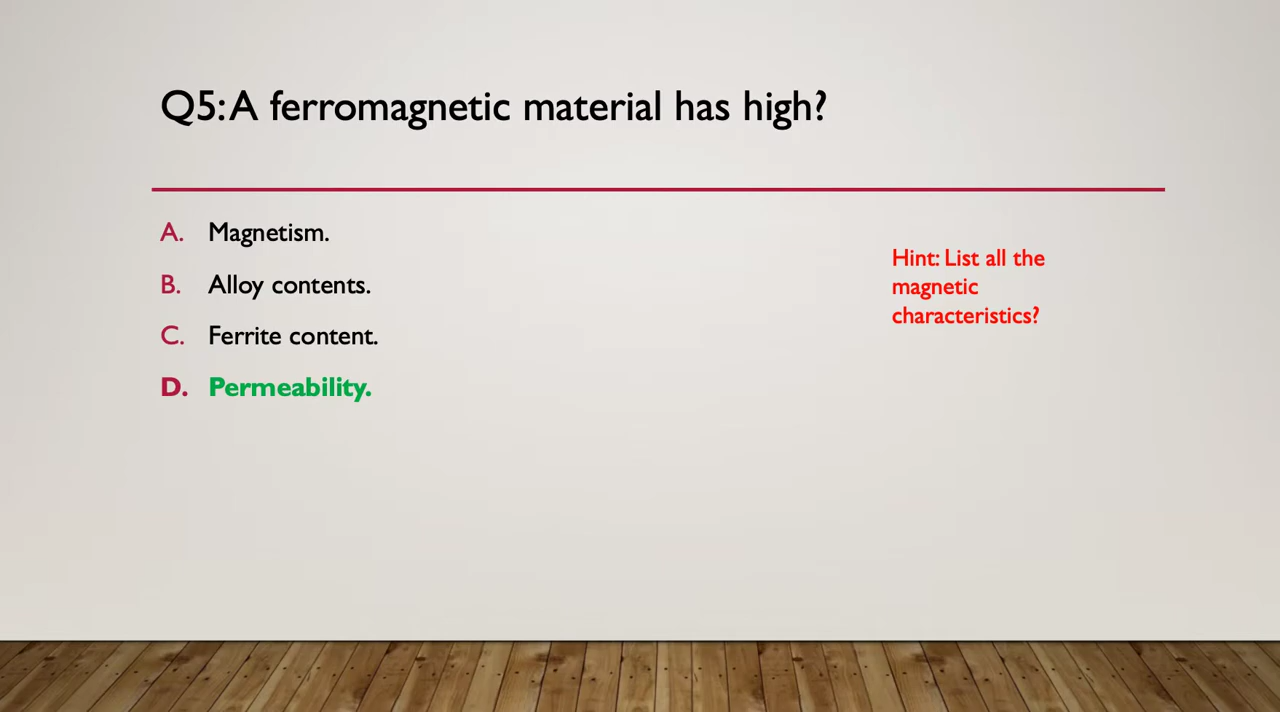 Q5: A ferromagnetic material has high?
A. Magnetism.
B. Alloy contents.
C. Ferrite content.
D. Permeability.
Hint: List all the
magnetic
characteristics?